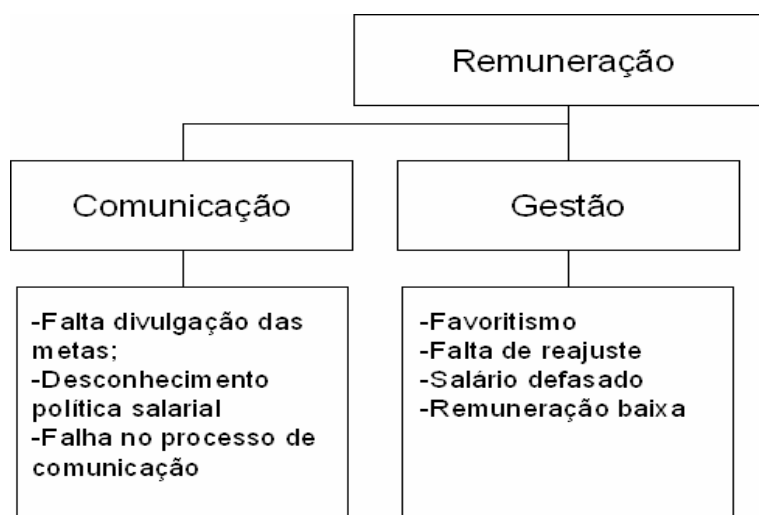 Remuneração
Comunicação
Gestão
-Falta divulgação das
metas;
-Desconhecimento
política salarial
-Falha no processo de
comunicação
-Favoritismo
-Falta de reajuste
-Salário defasado
-Remuneração baixa